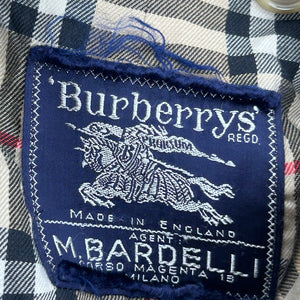 Burberrys
REGD.
PRORSUM
MADE IN ENGLAND
AGENT:
M.BARDELLI
CORSO MAGENTA 15
MILANO